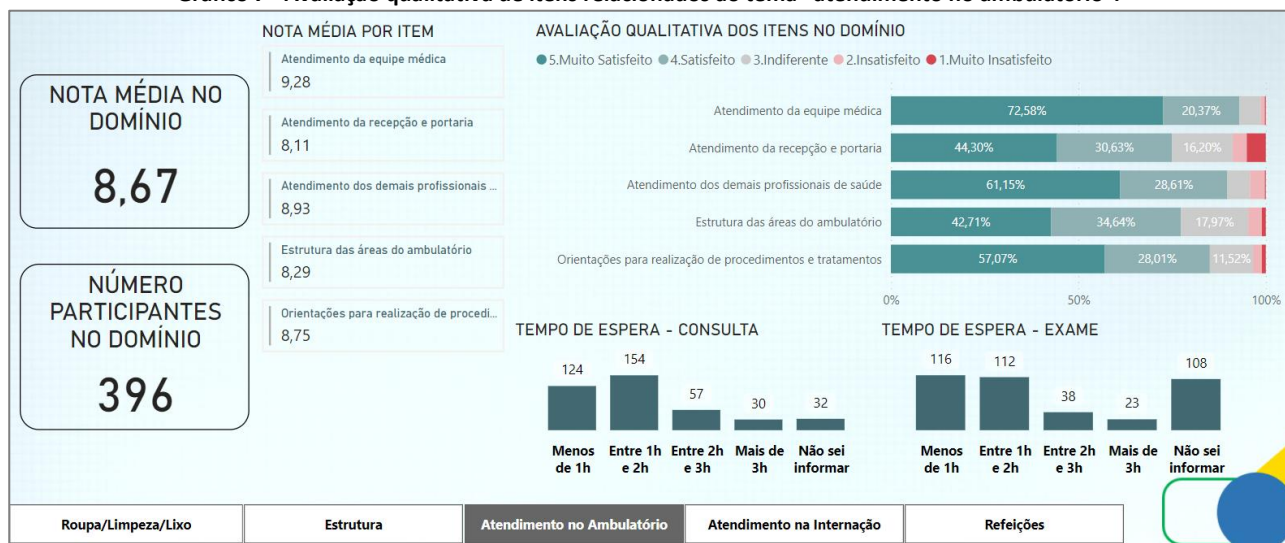 NOTA MÉDIA NO
DOMÍNIO
8,67
NÚMERO
PARTICIPANTES
NO DOMÍNIO
396
NOTA MÉDIA POR ITEM
Atendimento da equipe médica
9,28
Atendimento da recepção e portaria
8,11
Atendimento dos demais profissionais ...
8,93
Estrutura das áreas do ambulatório
8,29
Orientações para realização de procedi...
8,75
AVALIAÇÃO QUALITATIVA DOS ITENS NO DOMÍNIO
5.Muito Satisfeito 4.Satisfeito 3.Indiferente 2.Insatisfeito 1.Muito Insatisfeito
Atendimento da equipe médica 72,58% 20,37%
Atendimento da recepção e portaria 44,30% 30,63% 16,20%
Atendimento dos demais profissionais de saúde 61,15% 28,61%
Estrutura das áreas do ambulatório 42,71% 34,64% 17,97%
Orientações para realização de procedimentos e tratamentos 57,07% 28,01% 11,52%
0% 50% 100%
TEMPO DE ESPERA - CONSULTA
124 154 57 30 32
Menos Entre 1h Entre 2h Mais de Não sei
de 1h e 2h e 3h 3h informar
TEMPO DE ESPERA - EXAME
116 112 38 23 108
Menos Entre 1h Entre 2h Mais de Não sei
de 1h e 2h e 3h 3h informar
Roupa/Limpeza/Lixo Estrutura Atendimento no Ambulatório Atendimento na Internação Refeições